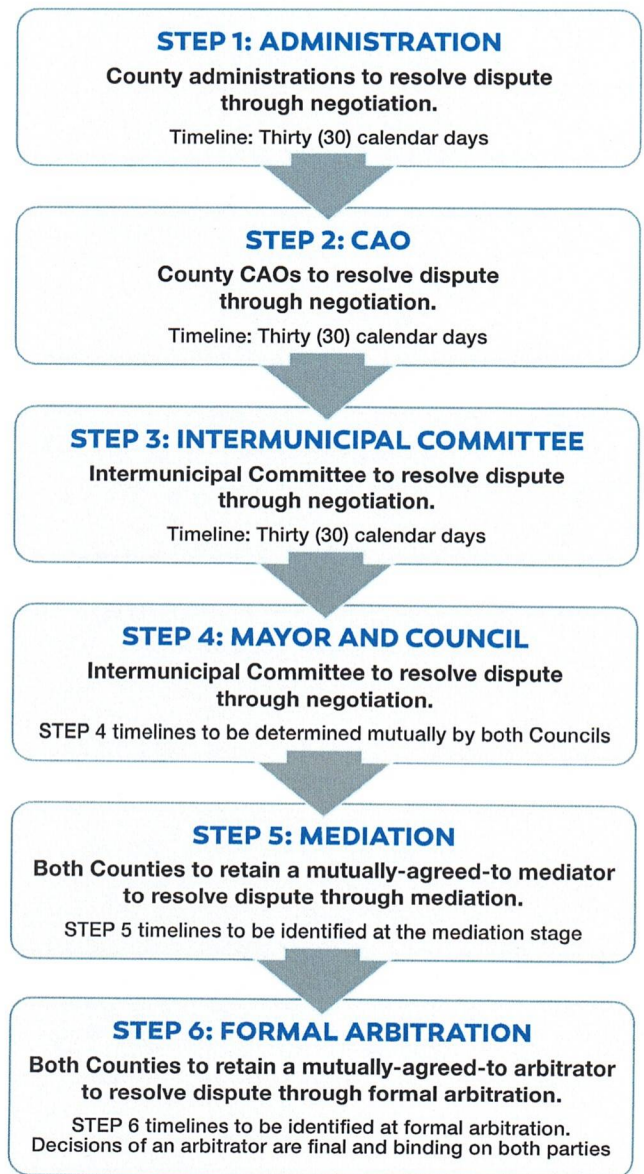 STEP 1: ADMINISTRATION
County administrations to resolve dispute
through negotiation.
Timeline: Thirty (30) calendar days
STEP 2: CAO
County CAOs to resolve dispute
through negotiation.
Timeline: Thirty (30) calendar days
STEP 3: INTERMUNICIPAL COMMITTEE
Intermunicipal Committee to resolve dispute
through negotiation.
Timeline: Thirty (30) calendar days
STEP 4: MAYOR AND COUNCIL
Intermunicipal Committee to resolve dispute
through negotiation.
STEP 4 timelines to be determined mutually by both Councils
STEP 5: MEDIATION
Both Counties to retain a mutually-agreed-to mediator
to resolve dispute through mediation.
STEP 5 timelines to be identified at the mediation stage
STEP 6: FORMAL ARBITRATION
Both Counties to retain a mutually-agreed-to arbitrator
to resolve dispute through formal arbitration.
STEP 6 timelines to be identified at formal arbitration.
Decisions of an arbitrator are final and binding on both parties